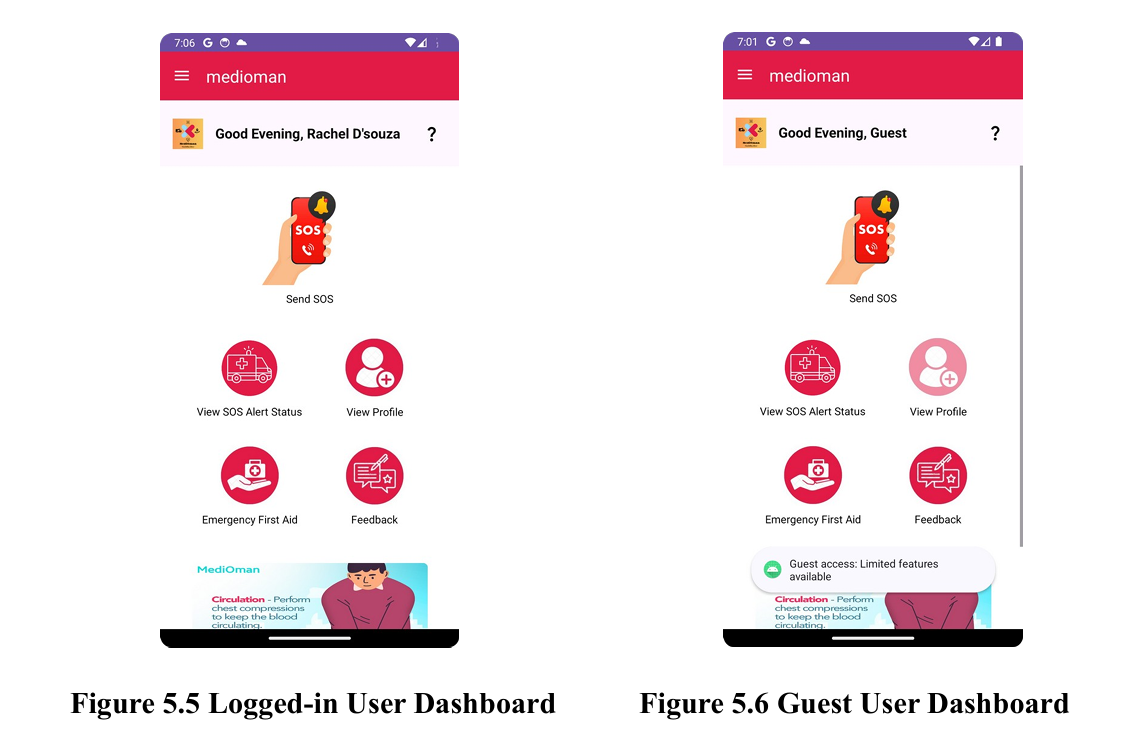 7:06
medioman
Good Evening, Rachel D'souza
?
SOS
Send SOS
View SOS Alert Status
View Profile
Emergency First Aid
Feedback
MediOman
Circulation - Perform
chest compressions
to keep the blood
circulating.
Figure 5.5 Logged-in User Dashboard
7:01
medioman
Good Evening, Guest
?
SOS
Send SOS
View SOS Alert Status
View Profile
Emergency First Aid
Feedback
Guest access: Limited features
available
Circulation - Perform
chest compressions
to keep the blood
circulating.
Figure 5.6 Guest User Dashboard